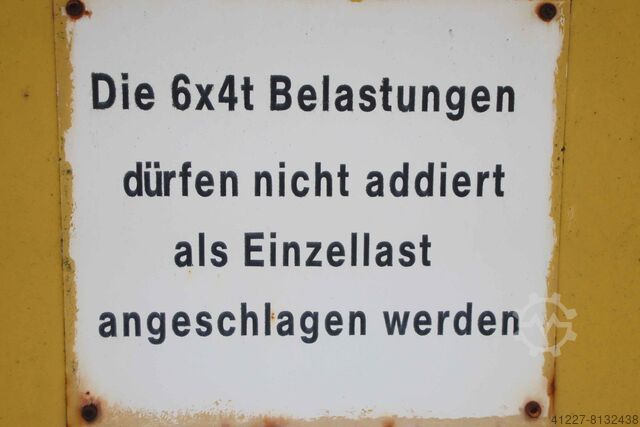 Die 6x4t Belastungen
dürfen nicht addiert
als Einzellast
angeschlagen werden
41227-8132438